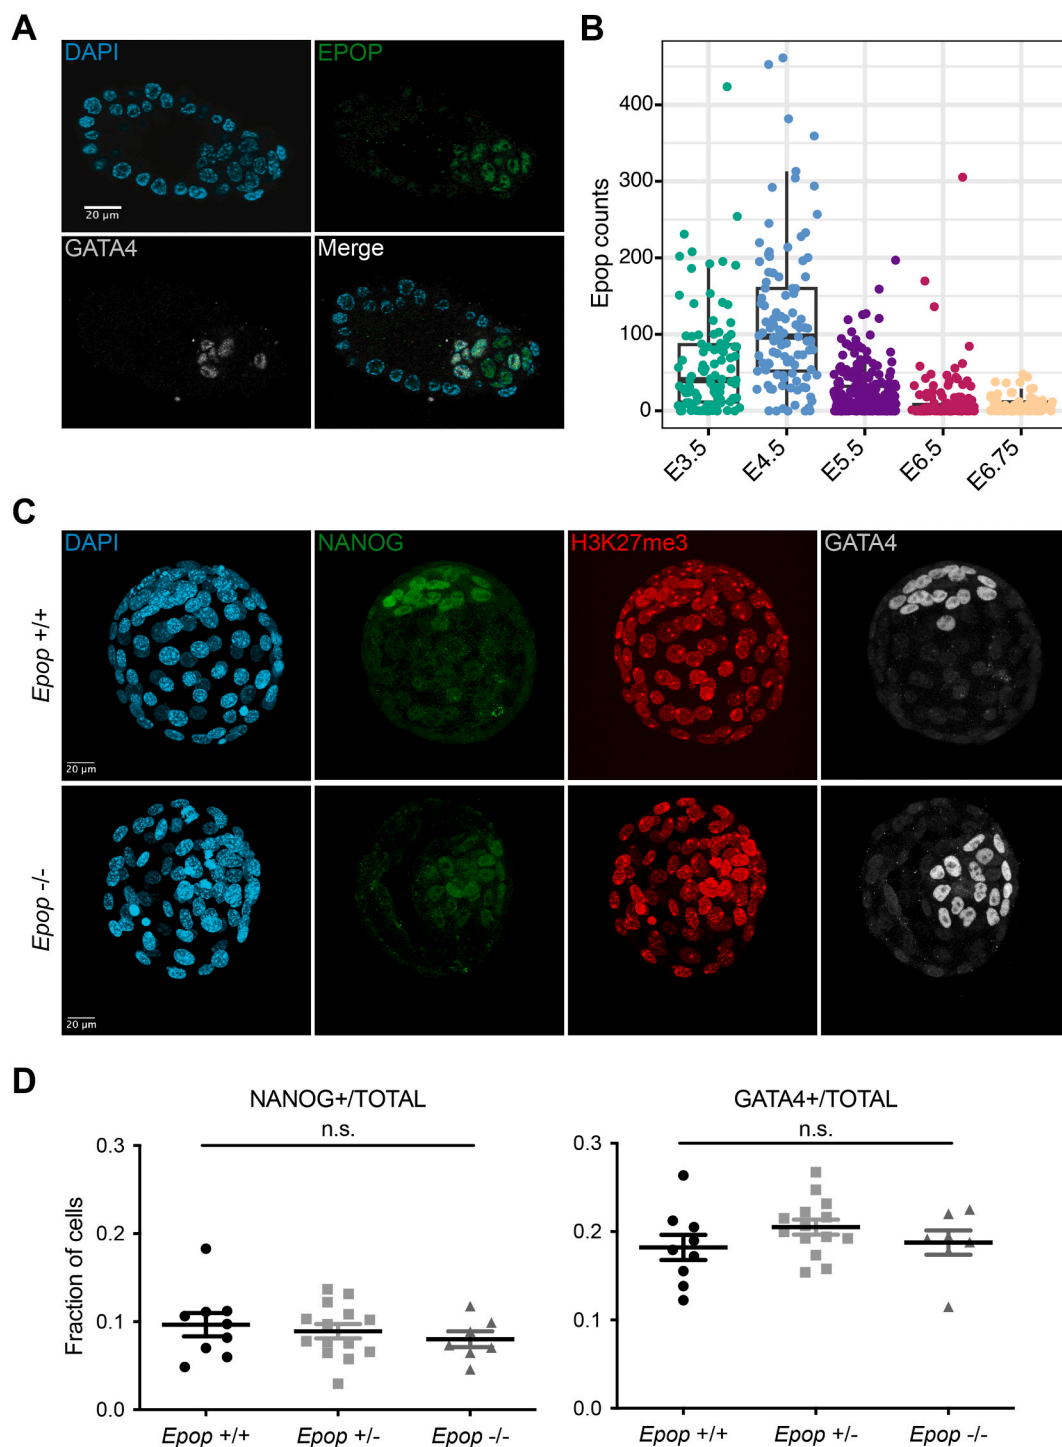 A
DAPI
EPOP
20 µm
GATA4
Merge
B
Epop counts
400
300
200
100
0
E3.5
E4.5
E5.5
E6.5
E6.75
C
DAPI
NANOG
H3K27me3
GATA4
Epop +/+
20 µm
Epop -/-
20 µm
D
NANOG+/TOTAL
n.s.
Fraction of cells
0.3
0.2
0.1
0.0
Epop +/+
Epop +/-
Epop -/-
GATA4+/TOTAL
n.s.
0.3
0.2
0.1
0.0
Epop +/+
Epop +/-
Epop -/-